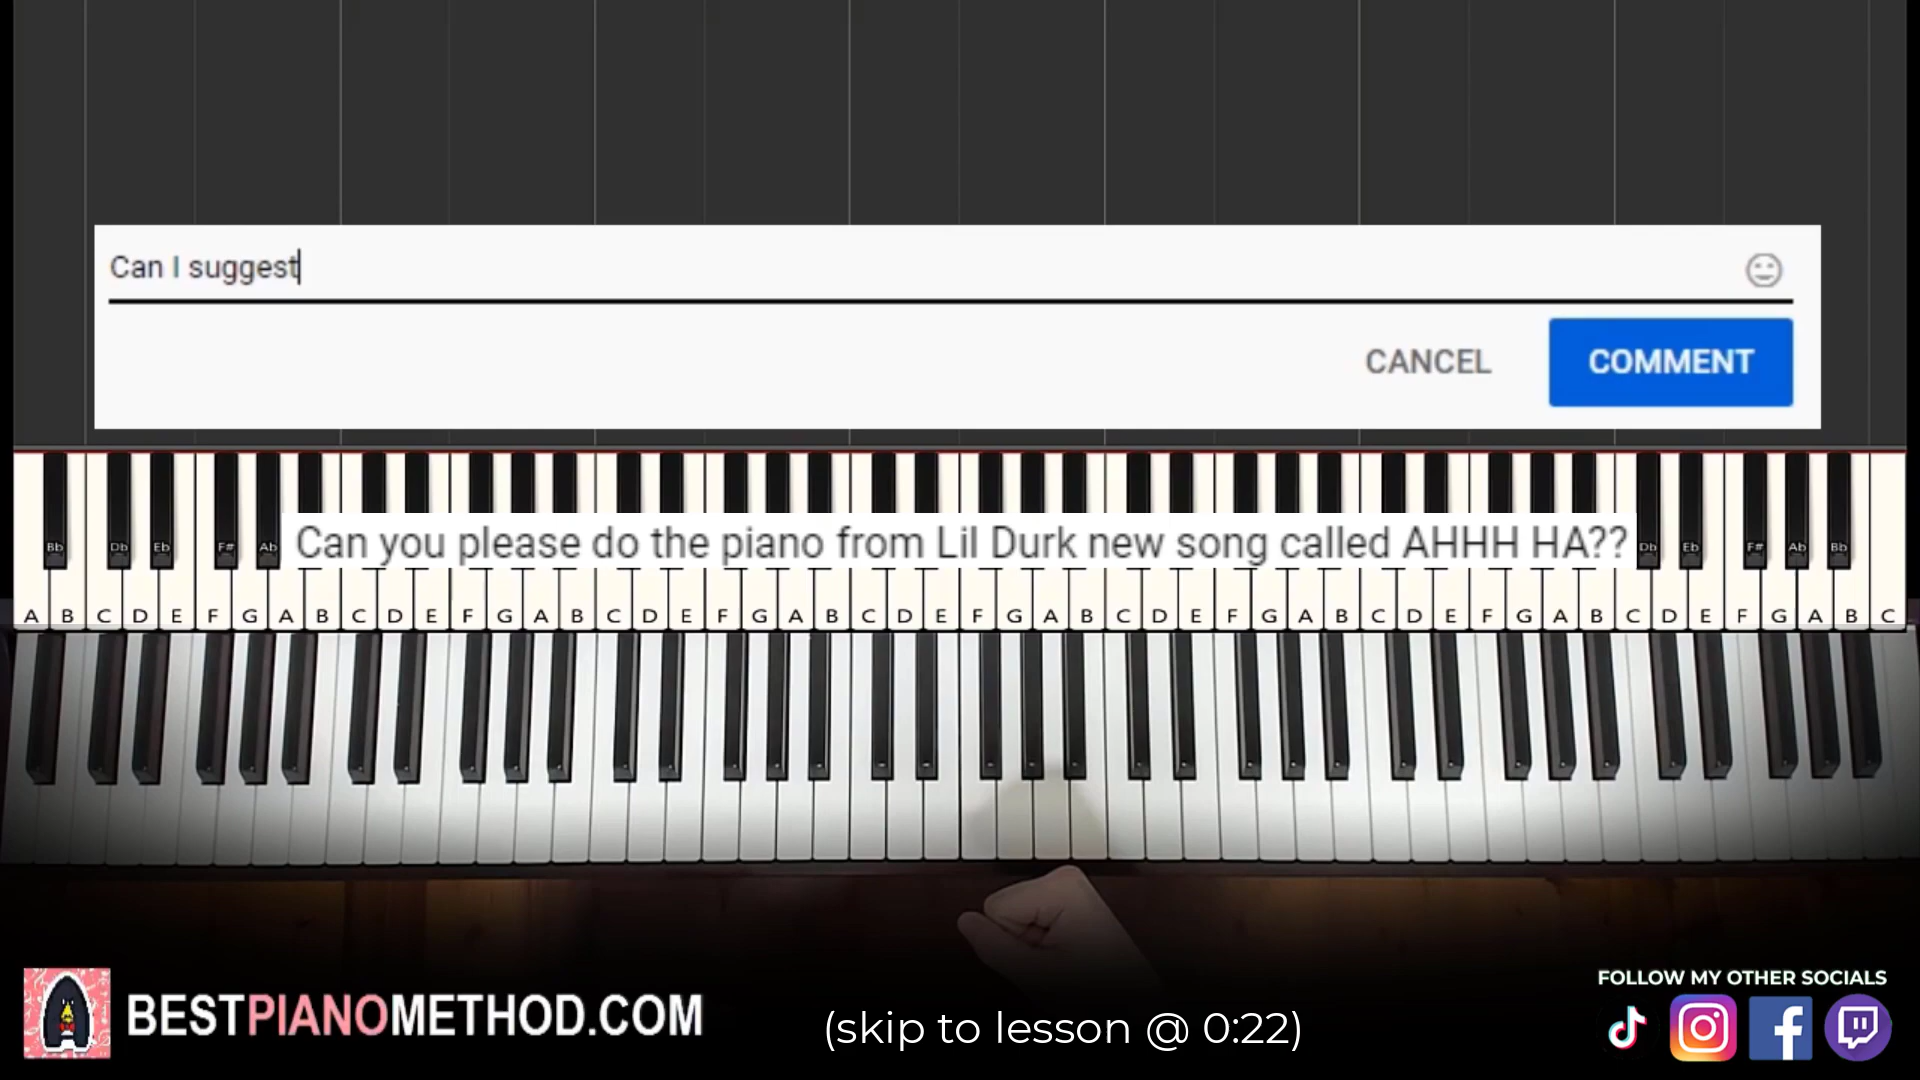 Can I suggest
CANCEL COMMENT
Bb Db Eb F# Ab Db Eb F# Ab Bb
Can you please do the piano from Lil Durk new song called AHHH HA??
A B C D E F G A B C D E F G A B C D E F G A B C D E F G A B C D E F G A B C D E F G A B C D E F G A B C
FOLLOW MY OTHER SOCIALS
BESTPIANOMETHOD.COM
(skip to lesson @ 0:22)